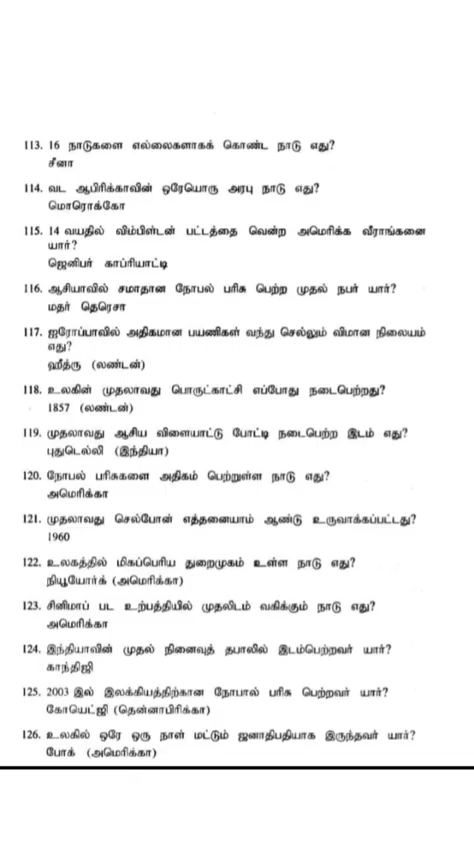 113. 16 நாடுகளை எல்லைகளாகக் கொண்ட நாடு எது?
சீனா
114. வட ஆபிரிக்காவின் ஒரேயொரு அரபு நாடு எது?
மொரொக்கோ
115. 14 வயதில் விம்பிள்டன் பட்டத்தை வென்ற அமெரிக்க வீராங்கனை
யார்?
ஜெனிபர் காப்ரியாட்டி
116. ஆசியாவில் சமாதான நோபல் பரிசு பெற்ற முதல் நபர் யார்?
மதர் தெரெசா
117. ஐரோப்பாவில் அதிகமான பயணிகள் வந்து செல்லும் விமான நிலையம்
எது?
ஹீத்ரு (லண்டன்)
118. உலகின் முதலாவது பொருட்காட்சி எப்போது நடைபெற்றது?
1857 (லண்டன்)
119. முதலாவது ஆசிய விளையாட்டு போட்டி நடைபெற்ற இடம் எது?
புதுடெல்லி (இந்தியா)
120. நோபல் பரிசுகளை அதிகம் பெற்றுள்ள நாடு எது?
அமெரிக்கா
121. முதலாவது செல்போன் எத்தனையாம் ஆண்டு உருவாக்கப்பட்டது?
1960
122. உலகத்தில் மிகப்பெரிய துறைமுகம் உள்ள நாடு எது?
நியூயோர்க் (அமெரிக்கா)
123. சினிமாப் பட உற்பத்தியில் முதலிடம் வகிக்கும் நாடு எது?
அமெரிக்கா
124. இந்தியாவின் முதல் நினைவுத் தபாலில் இடம்பெற்றவர் யார்?
காந்திஜி
125. 2003 இல் இலக்கியத்திற்கான நோபால் பரிசு பெற்றவர் யார்?
கோயெட்ஜி (தென்னாபிரிக்கா)
126. உலகில் ஒரே ஒரு நாள் மட்டும் ஜனாதிபதியாக இருந்தவர் யார்?
போக் (அமெரிக்கா)